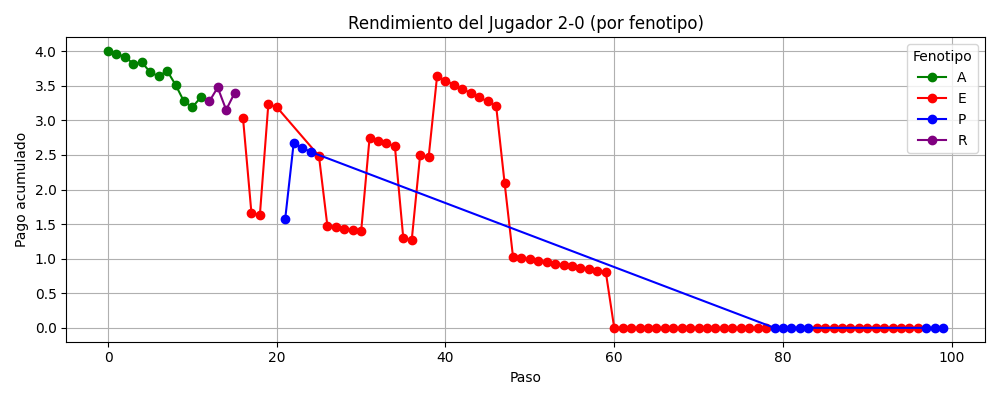 Rendimiento del Jugador 2-0 (por fenotipo)
Pago acumulado
4.0
3.5
3.0
2.5
2.0
1.5
1.0
0.5
0.0
Fenotipo
A
E
P
R
0 20 40 60 80 100
Paso